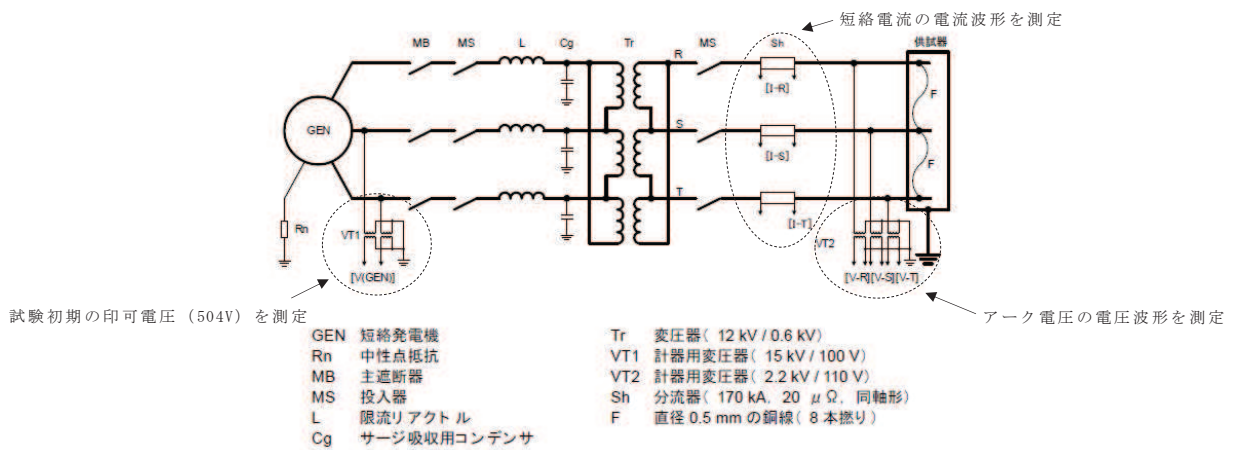 短絡電流の電流波形を測定
MB MS L Cg Tr R MS Sh 供試器
[I-R]
F
GEN S
[I-S]
F
T
Rn VT1 [I-T] VT2
[V(GEN)] [V-R][V-S][V-T]
試験初期の印可電圧（504V）を測定
アーク電圧の電圧波形を測定
GEN 短絡発電機
Rn 中性点抵抗
MB 主遮断器
MS 投入器
L 限流リアクトル
Cg サージ吸収用コンデンサ
Tr 変圧器( 12 kV / 0.6 kV)
VT1 計器用変圧器( 15 kV / 100 V)
VT2 計器用変圧器( 2.2 kV / 110 V)
Sh 分流器( 170 kA, 20 μΩ, 同軸形)
F 直径 0.5 mm の銅線( 8 本撚り)